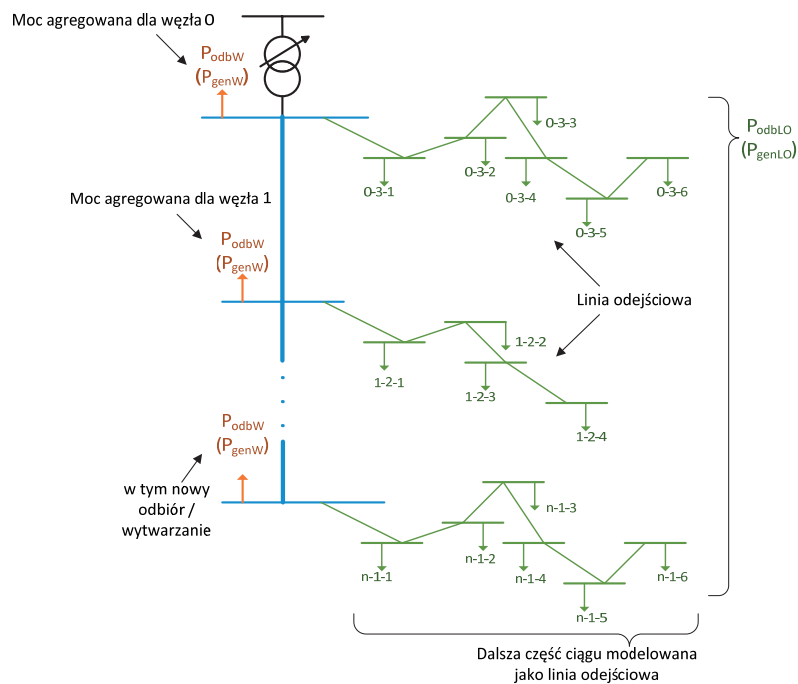 Moc agregowana dla węzła 0
PodbW
(PgenW)
0-3-3
PodbLO
(PgenLO)
0-3-1
0-3-2
0-3-4
0-3-6
0-3-5
Moc agregowana dla węzła 1
PodbW
(PgenW)
Linia odejściowa
1-2-2
1-2-1
1-2-3
1-2-4
PodbW
(PgenW)
w tym nowy
odbiór /
wytwarzanie
n-1-3
n-1-2
n-1-1
n-1-4
n-1-6
n-1-5
Dalsza część ciągu modelowana
jako linia odejściowa